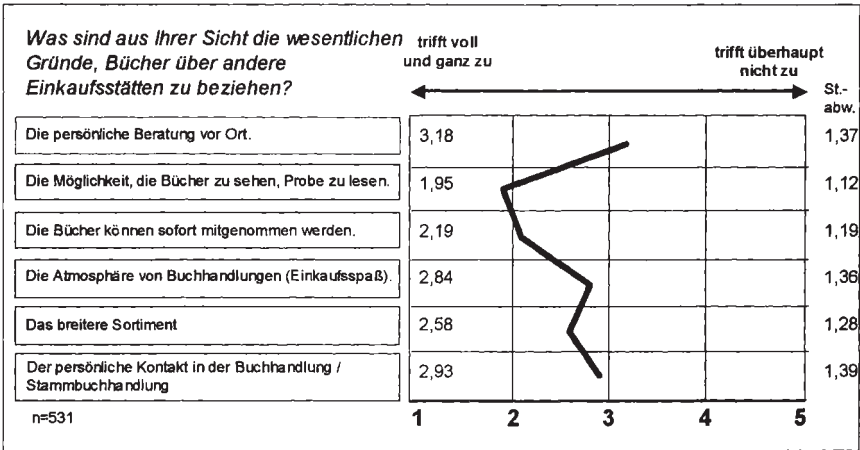 Was sind aus Ihrer Sicht die wesentlichen
Gründe, Bücher über andere
Einkaufsstätten zu beziehen?
trifft voll
und ganz zu
trifft überhaupt
nicht zu
St.-
abw.
Die persönliche Beratung vor Ort. 3,18 1,37
Die Möglichkeit, die Bücher zu sehen, Probe zu lesen. 1,95 1,12
Die Bücher können sofort mitgenommen werden. 2,19 1,19
Die Atmosphäre von Buchhandlungen (Einkaufsspaß). 2,84 1,36
Das breitere Sortiment 2,58 1,28
Der persönliche Kontakt in der Buchhandlung /
Stammbuchhandlung 2,93 1,39
n=531 1 2 3 4 5